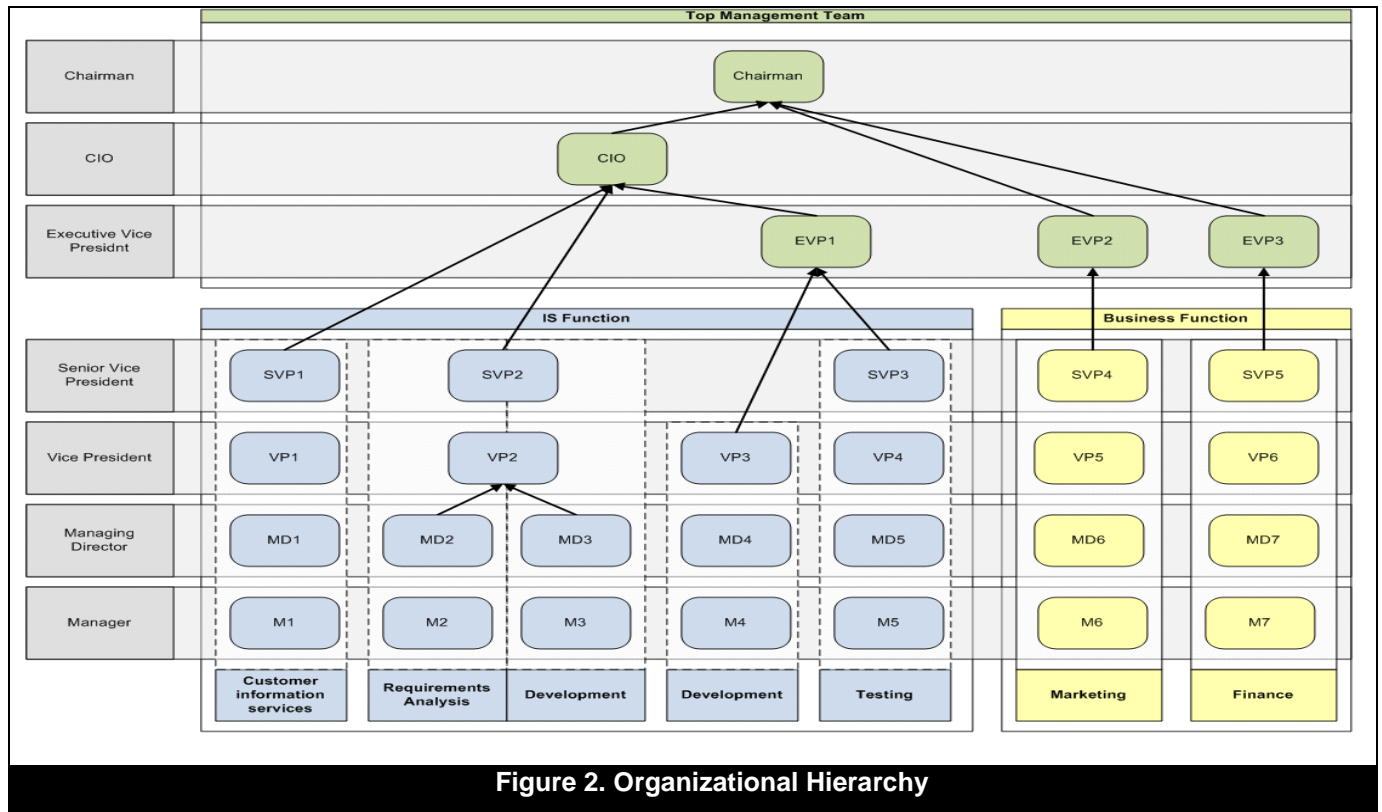 Top Management Team
Chairman
Chairman
CIO
CIO
Executive Vice
Presidnt
EVP1
EVP2
EVP3
IS Function
Business Function
Senior Vice
President
SVP1
SVP2
SVP3
SVP4
SVP5
Vice President
VP1
VP2
VP3
VP4
VP5
VP6
Managing
Director
MD1
MD2
MD3
MD4
MD5
MD6
MD7
Manager
M1
M2
M3
M4
M5
M6
M7
Customer
information
services
Requirements
Analysis
Development
Development
Testing
Marketing
Finance
Figure 2. Organizational Hierarchy